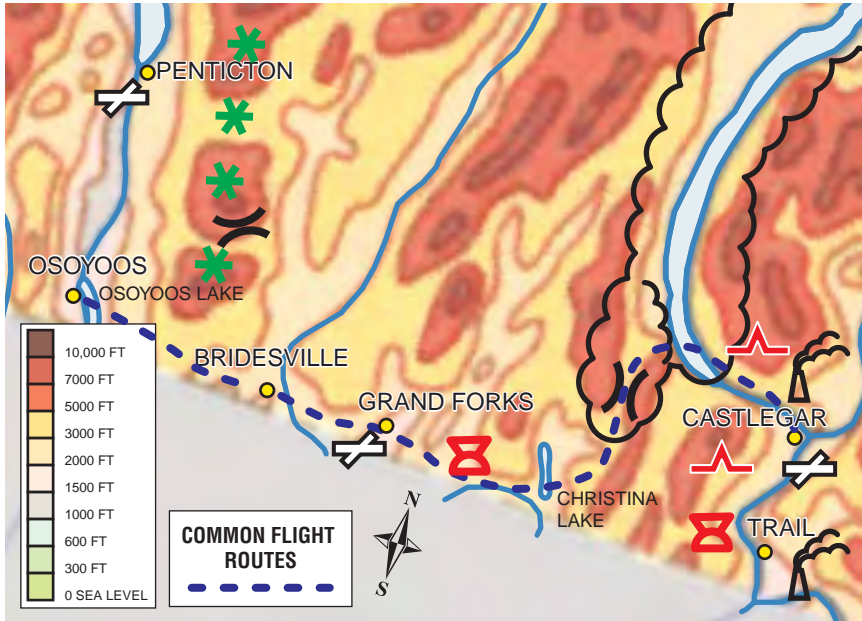 PENTICTON
OSOYOOS
OSOYOOS LAKE
BRIDESVILLE
GRAND FORKS
CASTLEGAR
CHRISTINA
LAKE
TRAIL
10,000 FT
7000 FT
5000 FT
3000 FT
2000 FT
1500 FT
1000 FT
600 FT
300 FT
0 SEA LEVEL
COMMON FLIGHT
ROUTES
N
S